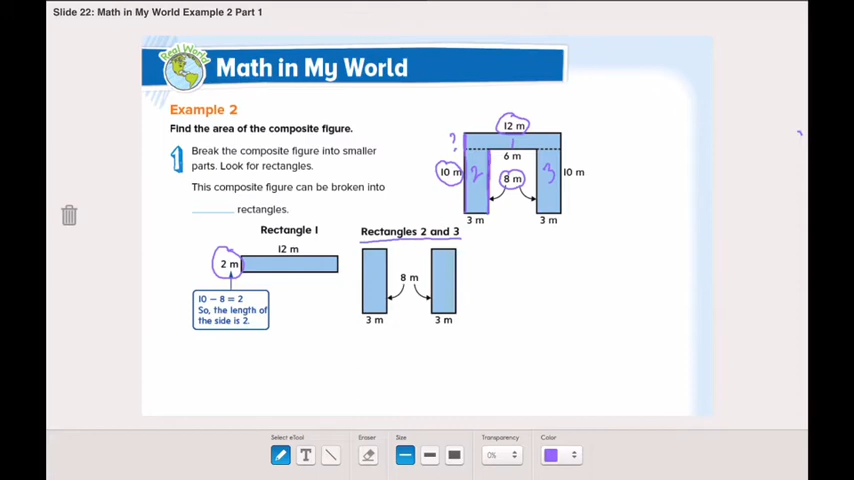 Slide 22: Math in My World Example 2 Part 1
Real World
Math in My World
Example 2
Find the area of the composite figure.
1 Break the composite figure into smaller
parts. Look for rectangles.
This composite figure can be broken into
______ rectangles.
12 m
?
1
6 m
10 m
2
8 m
3
10 m
3 m
3 m
Rectangle 1
12 m
2 m
10 – 8 = 2
So, the length of
the side is 2.
Rectangles 2 and 3
8 m
3 m
3 m
Select eTool
Eraser
Size
Transparency
Color
T
0%